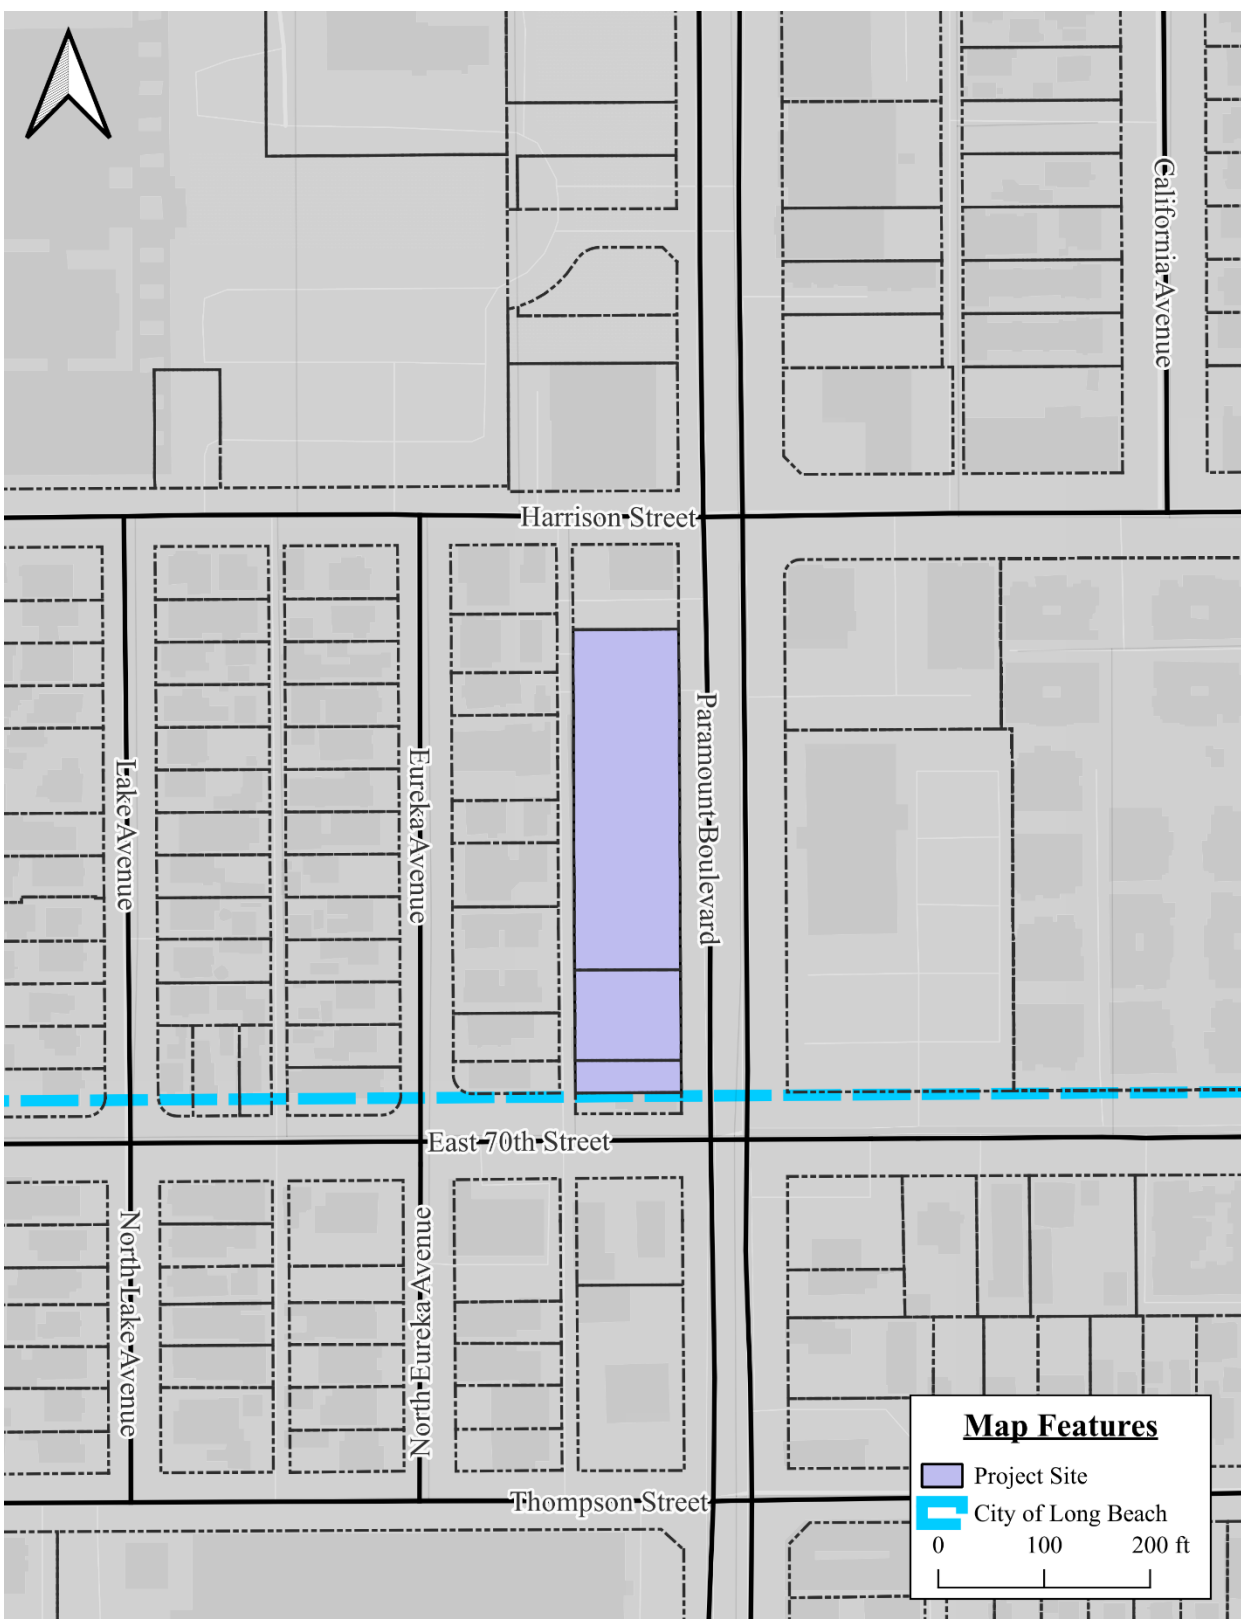 California Avenue
Harrison Street
Paramount Boulevard
Eureka Avenue
Lake Avenue
East 70th Street
North Lake Avenue
North Eureka Avenue
Thompson Street
Map Features
Project Site
City of Long Beach
0 100 200 ft